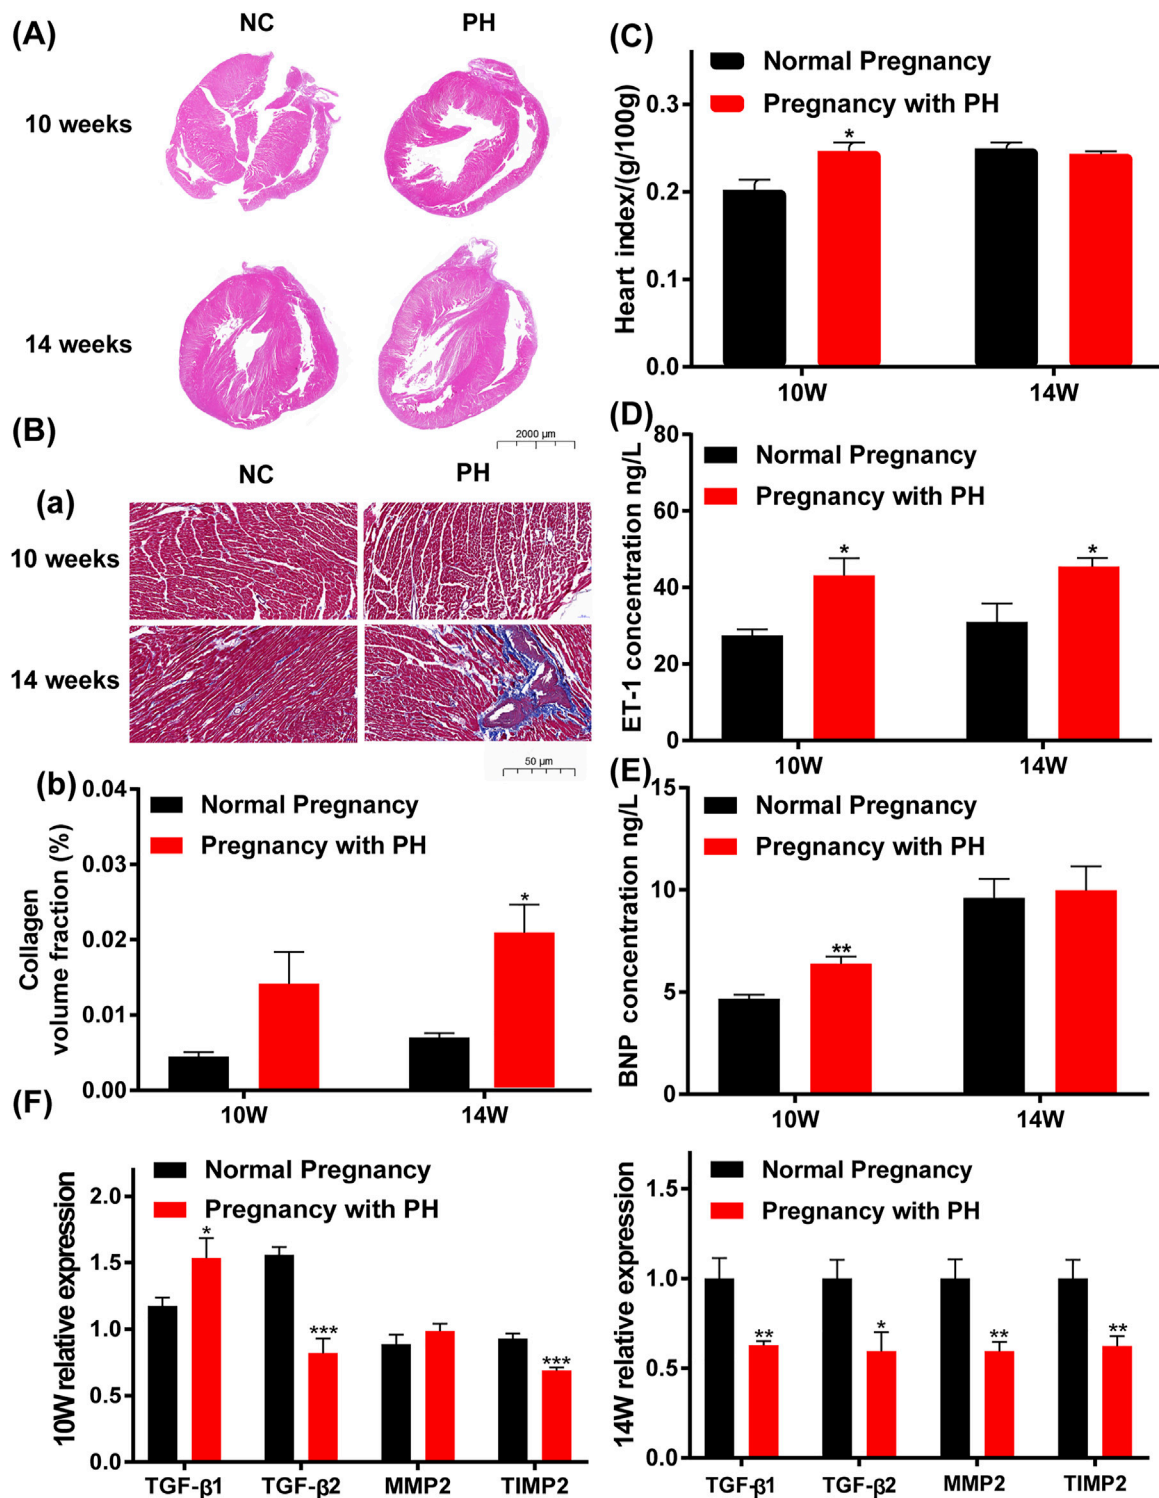 (A)
NC
PH
10 weeks
14 weeks
2000 μm
(B)
NC
PH
(a)
10 weeks
14 weeks
50 μm
(b)
Collagen
volume fraction (%)
0.04
0.03
0.02
0.01
0.00
Normal Pregnancy
Pregnancy with PH
*
10W
14W
(C)
Heart index/(g/100g)
0.3
0.2
0.1
0.0
Normal Pregnancy
Pregnancy with PH
*
10W
14W
(D)
ET-1 concentration ng/L
80
60
40
20
0
Normal Pregnancy
Pregnancy with PH
*
*
10W
14W
(E)
BNP concentration ng/L
15
10
5
0
Normal Pregnancy
Pregnancy with PH
**
10W
14W
(F)
10W relative expression
2.0
1.5
1.0
0.5
0.0
Normal Pregnancy
Pregnancy with PH
*
***
***
TGF-β1
TGF-β2
MMP2
TIMP2
14W relative expression
1.5
1.0
0.5
0.0
Normal Pregnancy
Pregnancy with PH
**
*
**
**
TGF-β1
TGF-β2
MMP2
TIMP2